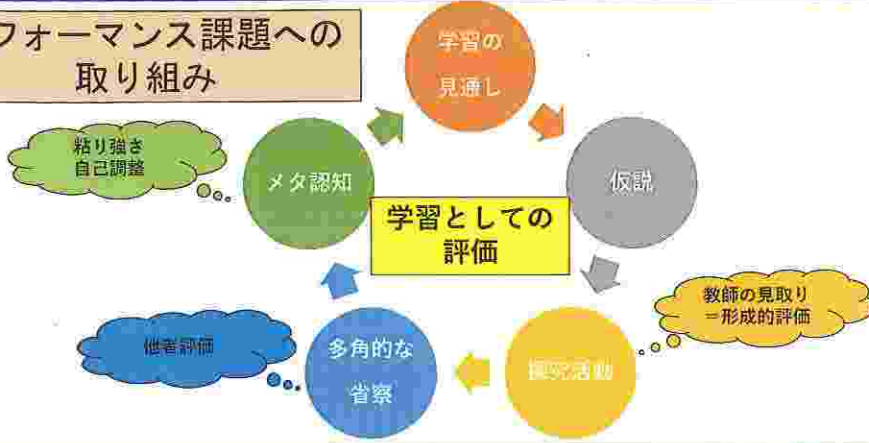 フォーマンス課題への
取り組み
学習の
見通し
粘り強さ
自己調整
メタ認知
仮説
学習としての
評価
教師の見取り
=形成的評価
他者評価
多角的な
省察
探究活動